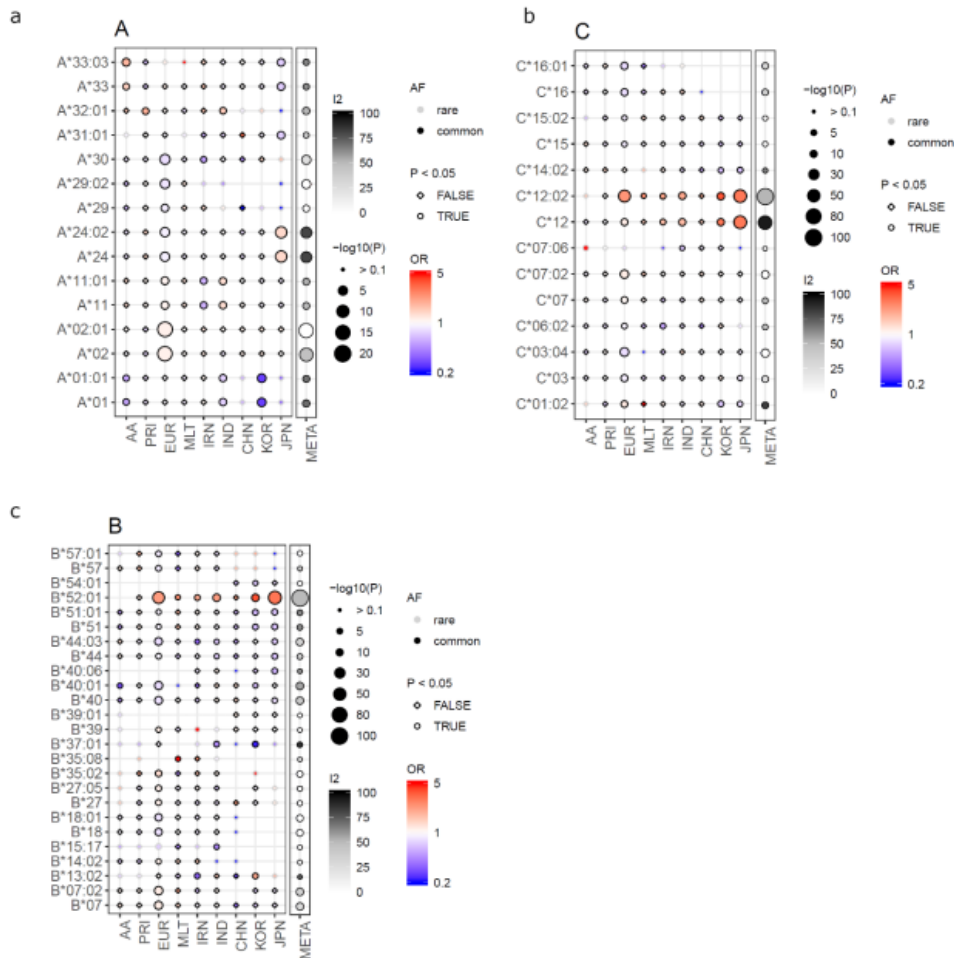 a
A
A*33:03
A*33
A*32:01
A*31:01
A*30
A*29:02
A*29
A*24:02
A*24
A*11:01
A*11
A*02:01
A*02
A*01:01
A*01
AA
PRI
EUR
MLT
IRN
IND
CHN
KOR
JPN
META
I2
100
75
50
25
0
-log10(P)
> 0.1
5
10
15
20
AF
rare
common
P < 0.05
FALSE
TRUE
OR
5
1
0.2
b
C
C*16:01
C*16
C*15:02
C*15
C*14:02
C*12:02
C*12
C*07:06
C*07:02
C*07
C*06:02
C*03:04
C*03
C*01:02
AA
PRI
EUR
MLT
IRN
IND
CHN
KOR
JPN
META
-log10(P)
> 0.1
5
10
30
50
80
100
I2
100
75
50
25
0
AF
rare
common
P < 0.05
FALSE
TRUE
OR
5
1
0.2
c
B
B*57:01
B*57
B*54:01
B*52:01
B*51:01
B*51
B*44:03
B*44
B*40:06
B*40:01
B*40
B*39:01
B*39
B*37:01
B*35:08
B*35:02
B*27:05
B*27
B*18:01
B*18
B*15:17
B*14:02
B*13:02
B*07:02
B*07
AA
PRI
EUR
MLT
IRN
IND
CHN
KOR
JPN
META
-log10(P)
> 0.1
5
10
30
50
80
100
I2
100
75
50
25
0
AF
rare
common
P < 0.05
FALSE
TRUE
OR
5
1
0.2